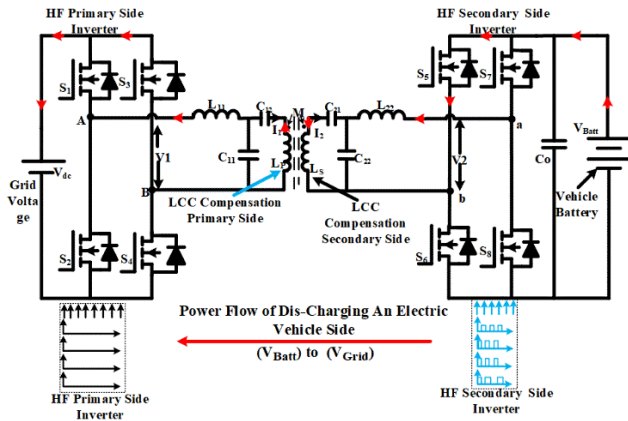 HF Primary Side
Inverter
HF Secondary Side
Inverter
S1
S3
S5
S7
A
L11
C12
M
C21
L22
a
I1
I2
C11
C22
V1
V2
Vdc
Grid
Volta
ge
LP
LS
B
b
Co
VBatt
Vehicle
Battery
LCC Compensation
Primary Side
LCC
Compensation
Secondary Side
S2
S4
S6
S8
Power Flow of Dis-Charging An Electric
Vehicle Side
(VBatt) to (VGrid)
HF Primary Side
Inverter
HF Secondary Side
Inverter